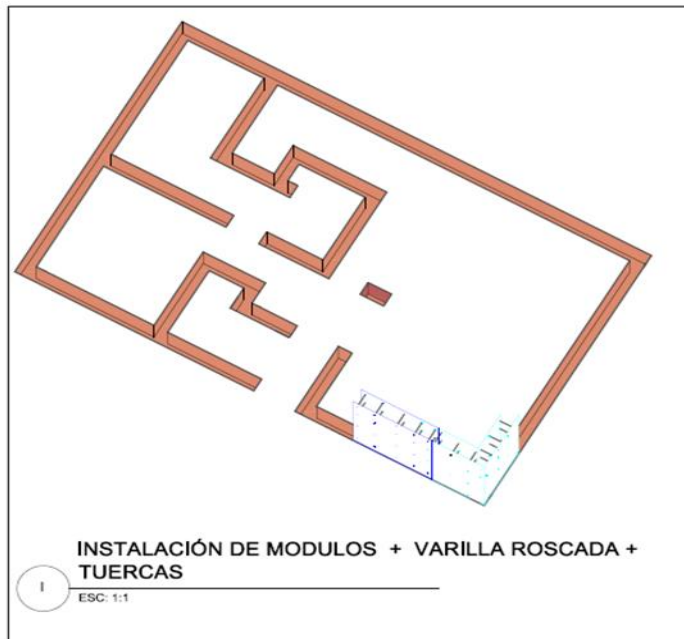 INSTALACIÓN DE MODULOS + VARILLA ROSCADA +
TUERCAS
I
ESC: 1:1